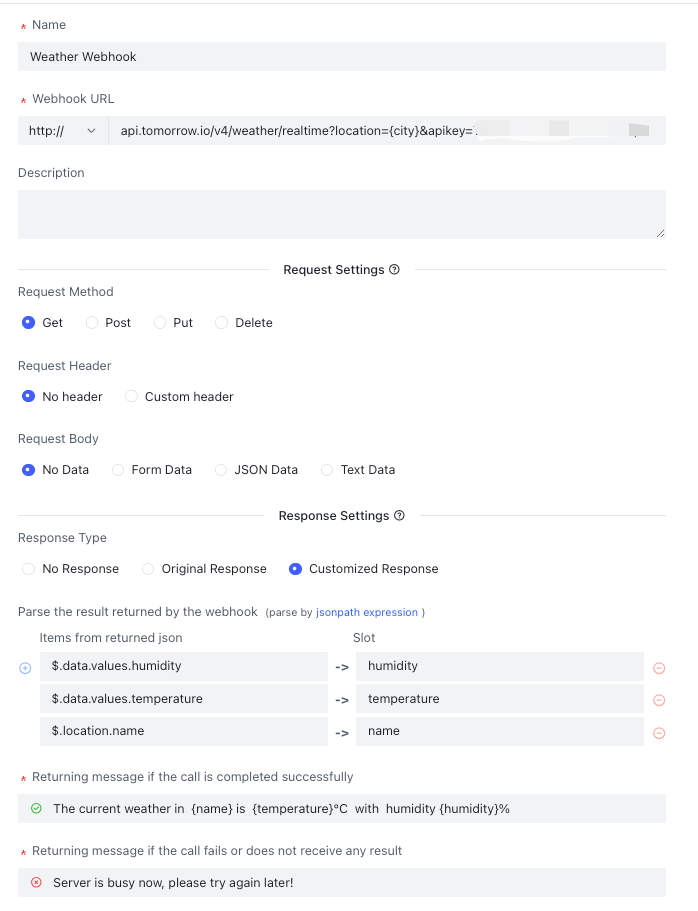 * Name
Weather Webhook
* Webhook URL
http:// api.tomorrow.io/v4/weather/realtime?location={city}&apikey=
Description
Request Settings
Request Method
Get Post Put Delete
Request Header
No header Custom header
Request Body
No Data Form Data JSON Data Text Data
Response Settings
Response Type
No Response Original Response Customized Response
Parse the result returned by the webhook (parse by jsonpath expression )
Items from returned json Slot
$.data.values.humidity -> humidity
$.data.values.temperature -> temperature
$.location.name -> name
* Returning message if the call is completed successfully
The current weather in {name} is {temperature}°C with humidity {humidity}%
* Returning message if the call fails or does not receive any result
Server is busy now, please try again later!